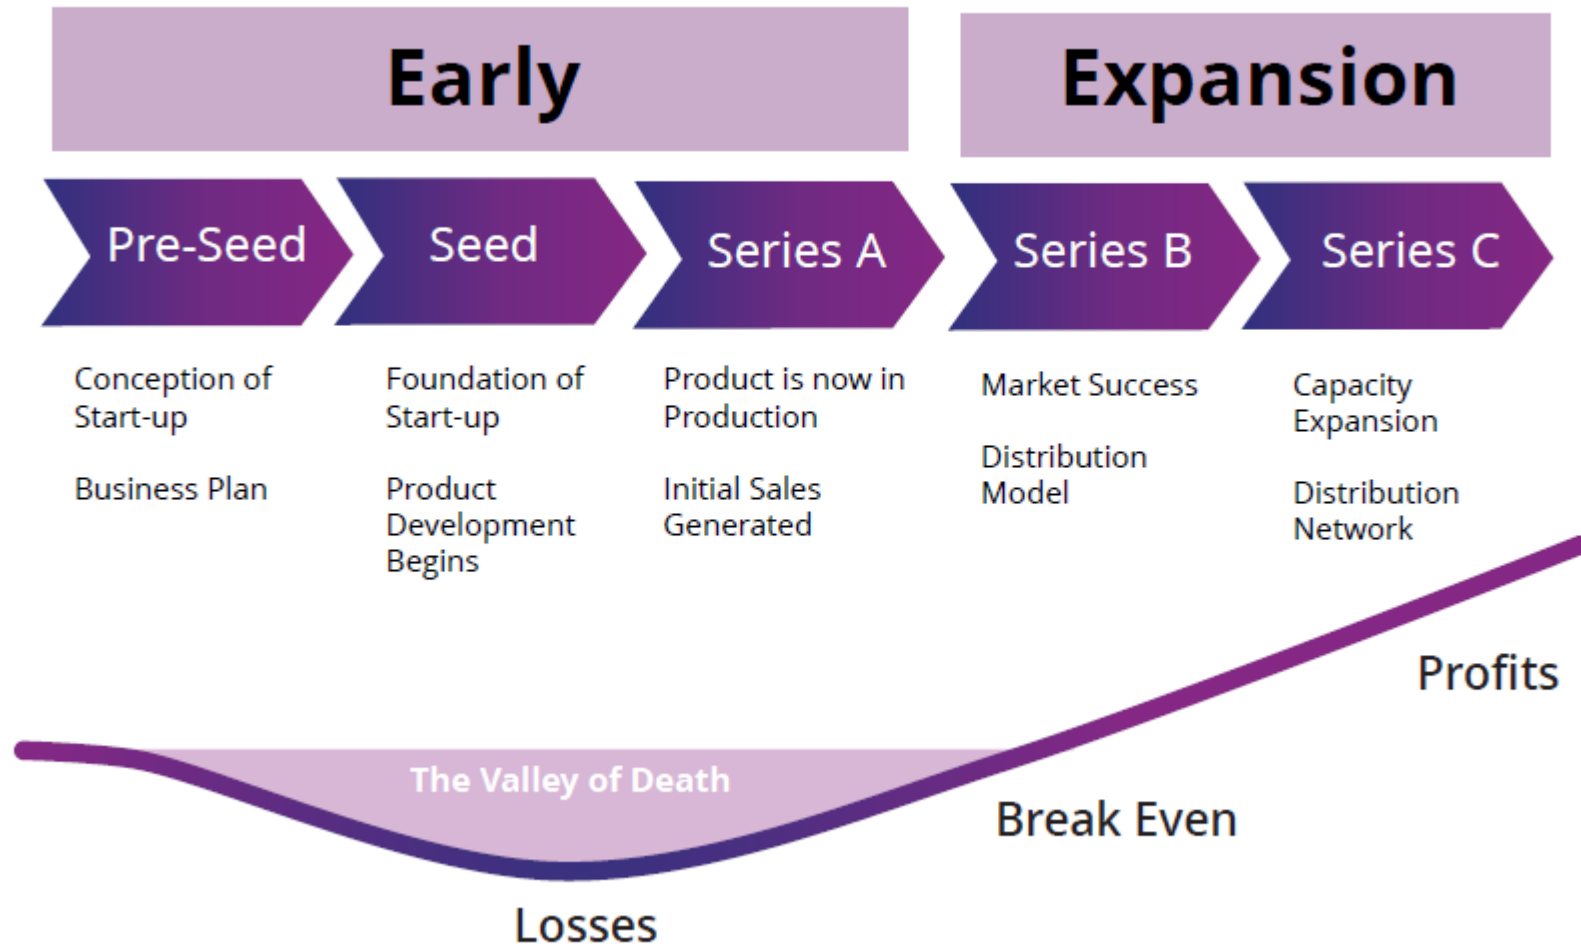 Early
Expansion
Pre-Seed
Seed
Series A
Series B
Series C
Conception of
Start-up
Business Plan
Foundation of
Start-up
Product
Development
Begins
Product is now in
Production
Initial Sales
Generated
Market Success
Distribution
Model
Capacity
Expansion
Distribution
Network
Profits
The Valley of Death
Break Even
Losses